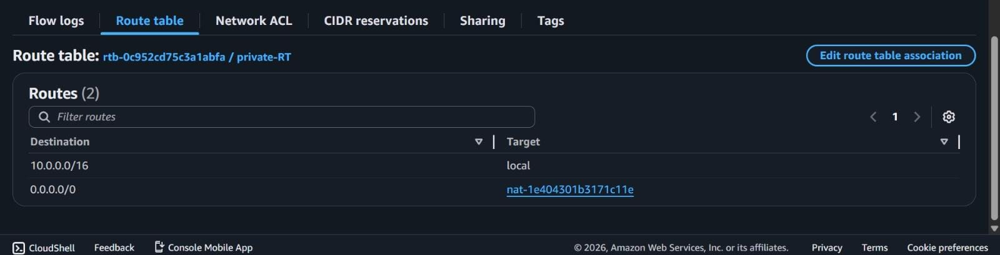 Flow logs Route table Network ACL CIDR reservations Sharing Tags
Route table: rtb-0c952cd75c3a1abfa / private-RT Edit route table association
Routes (2)
Filter routes 1
Destination Target
10.0.0.0/16 local
0.0.0.0/0 nat-1e404301b3171c11e
CloudShell Feedback Console Mobile App © 2026, Amazon Web Services, Inc. or its affiliates. Privacy Terms Cookie preferences